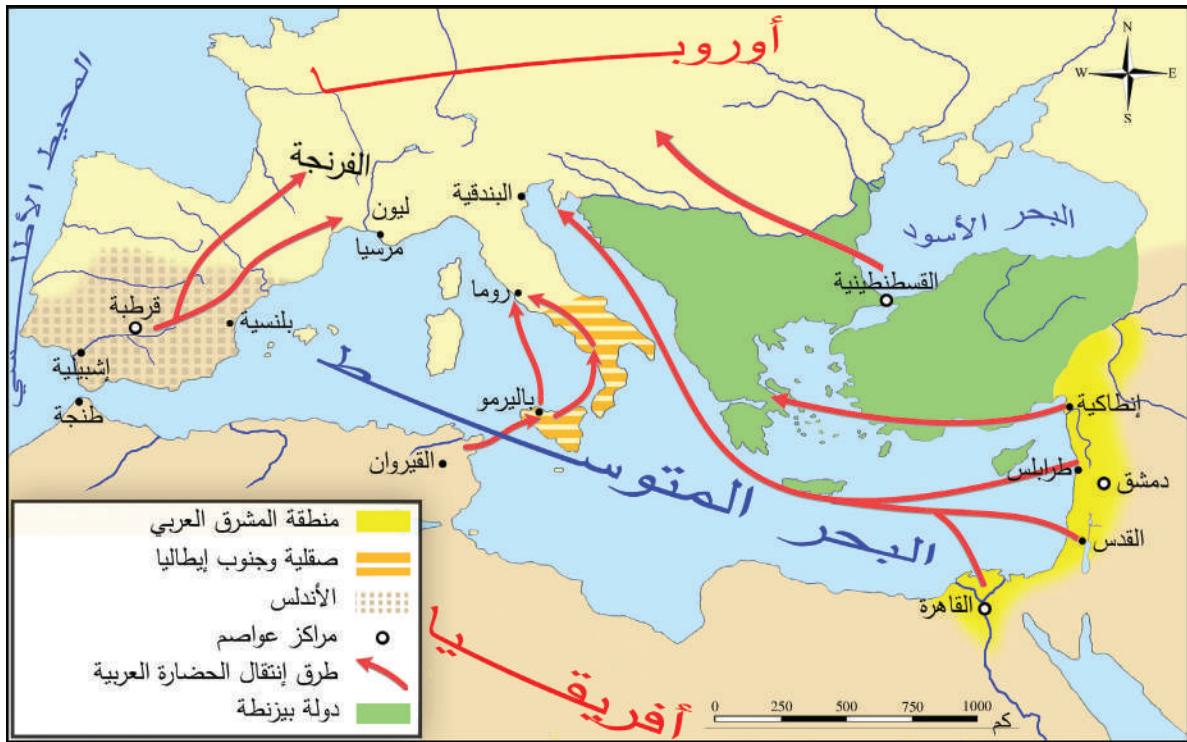 أوروبا
N
W E
S
المحيط الأطلسي
الفرنجة
البندقية
ليون
مرسيا
البحر الأسود
القسطنطينية
روما
قرطبة
بلنسية
إشبيلية
طنجة
باليرمو
القيروان
إنطاكية
طرابلس
دمشق
القدس
القاهرة
البحر المتوسط
أفريقيا
منطقة المشرق العربي
صقلية وجنوب إيطاليا
الأندلس
مراكز عواصم
طرق إنتقال الحضارة العربية
دولة بيزنطة
0 250 500 750 1000
كم